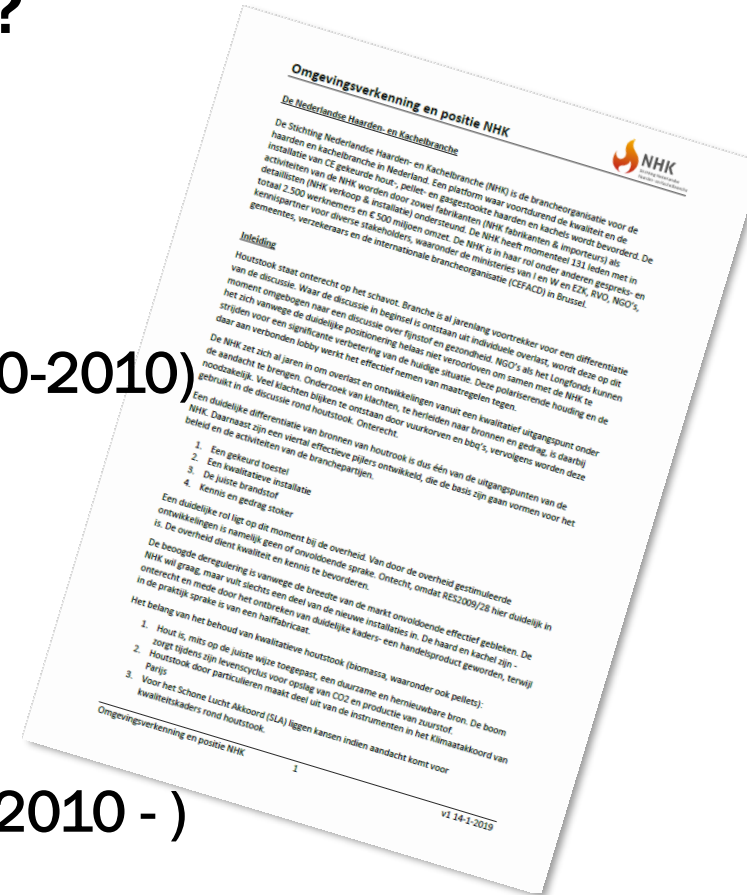 ?
0-2010)
2010 - )
Omgevingsverkenning en positie NHK
NHK
De Nederlandse Haarden- en Kachelbranche
De Stichting Nederlandse Haarden- en Kachelbranche (NHK) is de brancheorganisatie voor de
haarden en kachelbranche in Nederland. Een platform waar voortdurend de kwaliteit en de
installatie van CE gekeurde hout-, pellet- en gasgestookte haarden en kachels wordt bevorderd. De
activiteiten van de NHK worden door zowel fabrikanten (NHK fabrikanten & importeurs) als
detaillisten (NHK verkoop & installatie) ondersteund. De NHK heeft momenteel 131 leden met in
totaal 2.500 werknemers en € 500 miljoen omzet. De NHK is in haar rol onder anderen gespreks- en
kennispartner voor diverse stakeholders, waaronder de ministeries van I en W en EZK, RVO, NGO's,
gemeentes, verzekeraars en de internationale brancheorganisatie (CEFACD) in Brussel.
Inleiding
Houtstook staat onterecht op het schavot. Branche is al jarenlang voortrekker voor een differentiatie
van de discussie. Waar de discussie in beginsel is ontstaan uit individuele overlast, wordt deze op dit
moment omgebogen naar een discussie over fijnstof en gezondheid. NGO's als het Longfonds kunnen
het zich vanwege de duidelijke positionering helaas niet veroorloven om samen met de NHK te
strijden voor een significante verbetering van de huidige situatie. Deze polariserende houding en de
daar aan verbonden lobby werkt het effectief nemen van maatregelen tegen.
De NHK zet zich al jaren in om overlast en ontwikkelingen vanuit een kwalitatief uitgangspunt onder
de aandacht te brengen. Onderzoek van klachten, te herleiden naar bronnen en gedrag, is daarbij
noodzakelijk. Veel klachten blijken te ontstaan door vuurkorven en bbq's, vervolgens worden deze
gebruikt in de discussie rond houtstook. Onterecht.
Een duidelijke differentiatie van bronnen van houtrook is dus één van de uitgangspunten van de
NHK. Daarnaast zijn een viertal effectieve pijlers ontwikkeld, die de basis zijn gaan vormen voor het
beleid en de activiteiten van de branchepartijen.
1. Een gekeurd toestel
2. Een kwalitatieve installatie
3. De juiste brandstof
4. Kennis en gedrag stoker
Een duidelijke rol ligt op dit moment bij de overheid. Van door de overheid gestimuleerde
ontwikkelingen is namelijk geen of onvoldoende sprake. Ontecht, omdat RES2009/28 hier duidelijk in
is. De overheid dient kwaliteit en kennis te bevorderen.
De beoogde deregulering is vanwege de breedte van de markt onvoldoende effectief gebleken. De
NHK wil graag, maar vult slechts een deel van de nieuwe installaties in. De haard en kachel zijn -
onterecht en mede door het ontbreken van duidelijke kaders- een handelsproduct geworden, terwijl
in de praktijk sprake is van een halffabricaat.
Het belang van het behoud van kwalitatieve houtstook (biomassa, waaronder ook pellets):
1. Hout is, mits op de juiste wijze toegepast, een duurzame en hernieuwbare bron. De boom
zorgt tijdens zijn levenscyclus voor opslag van CO2 en productie van zuurstof.
2. Houtstook door particulieren maakt deel uit van de instrumenten in het Klimaatakkoord van
Parijs
3. Voor het Schone Lucht Akkoord (SLA) liggen kansen indien aandacht komt voor
kwaliteitskaders rond houtstook.
Omgevingsverkenning en positie NHK
1
v1 14-1-2019